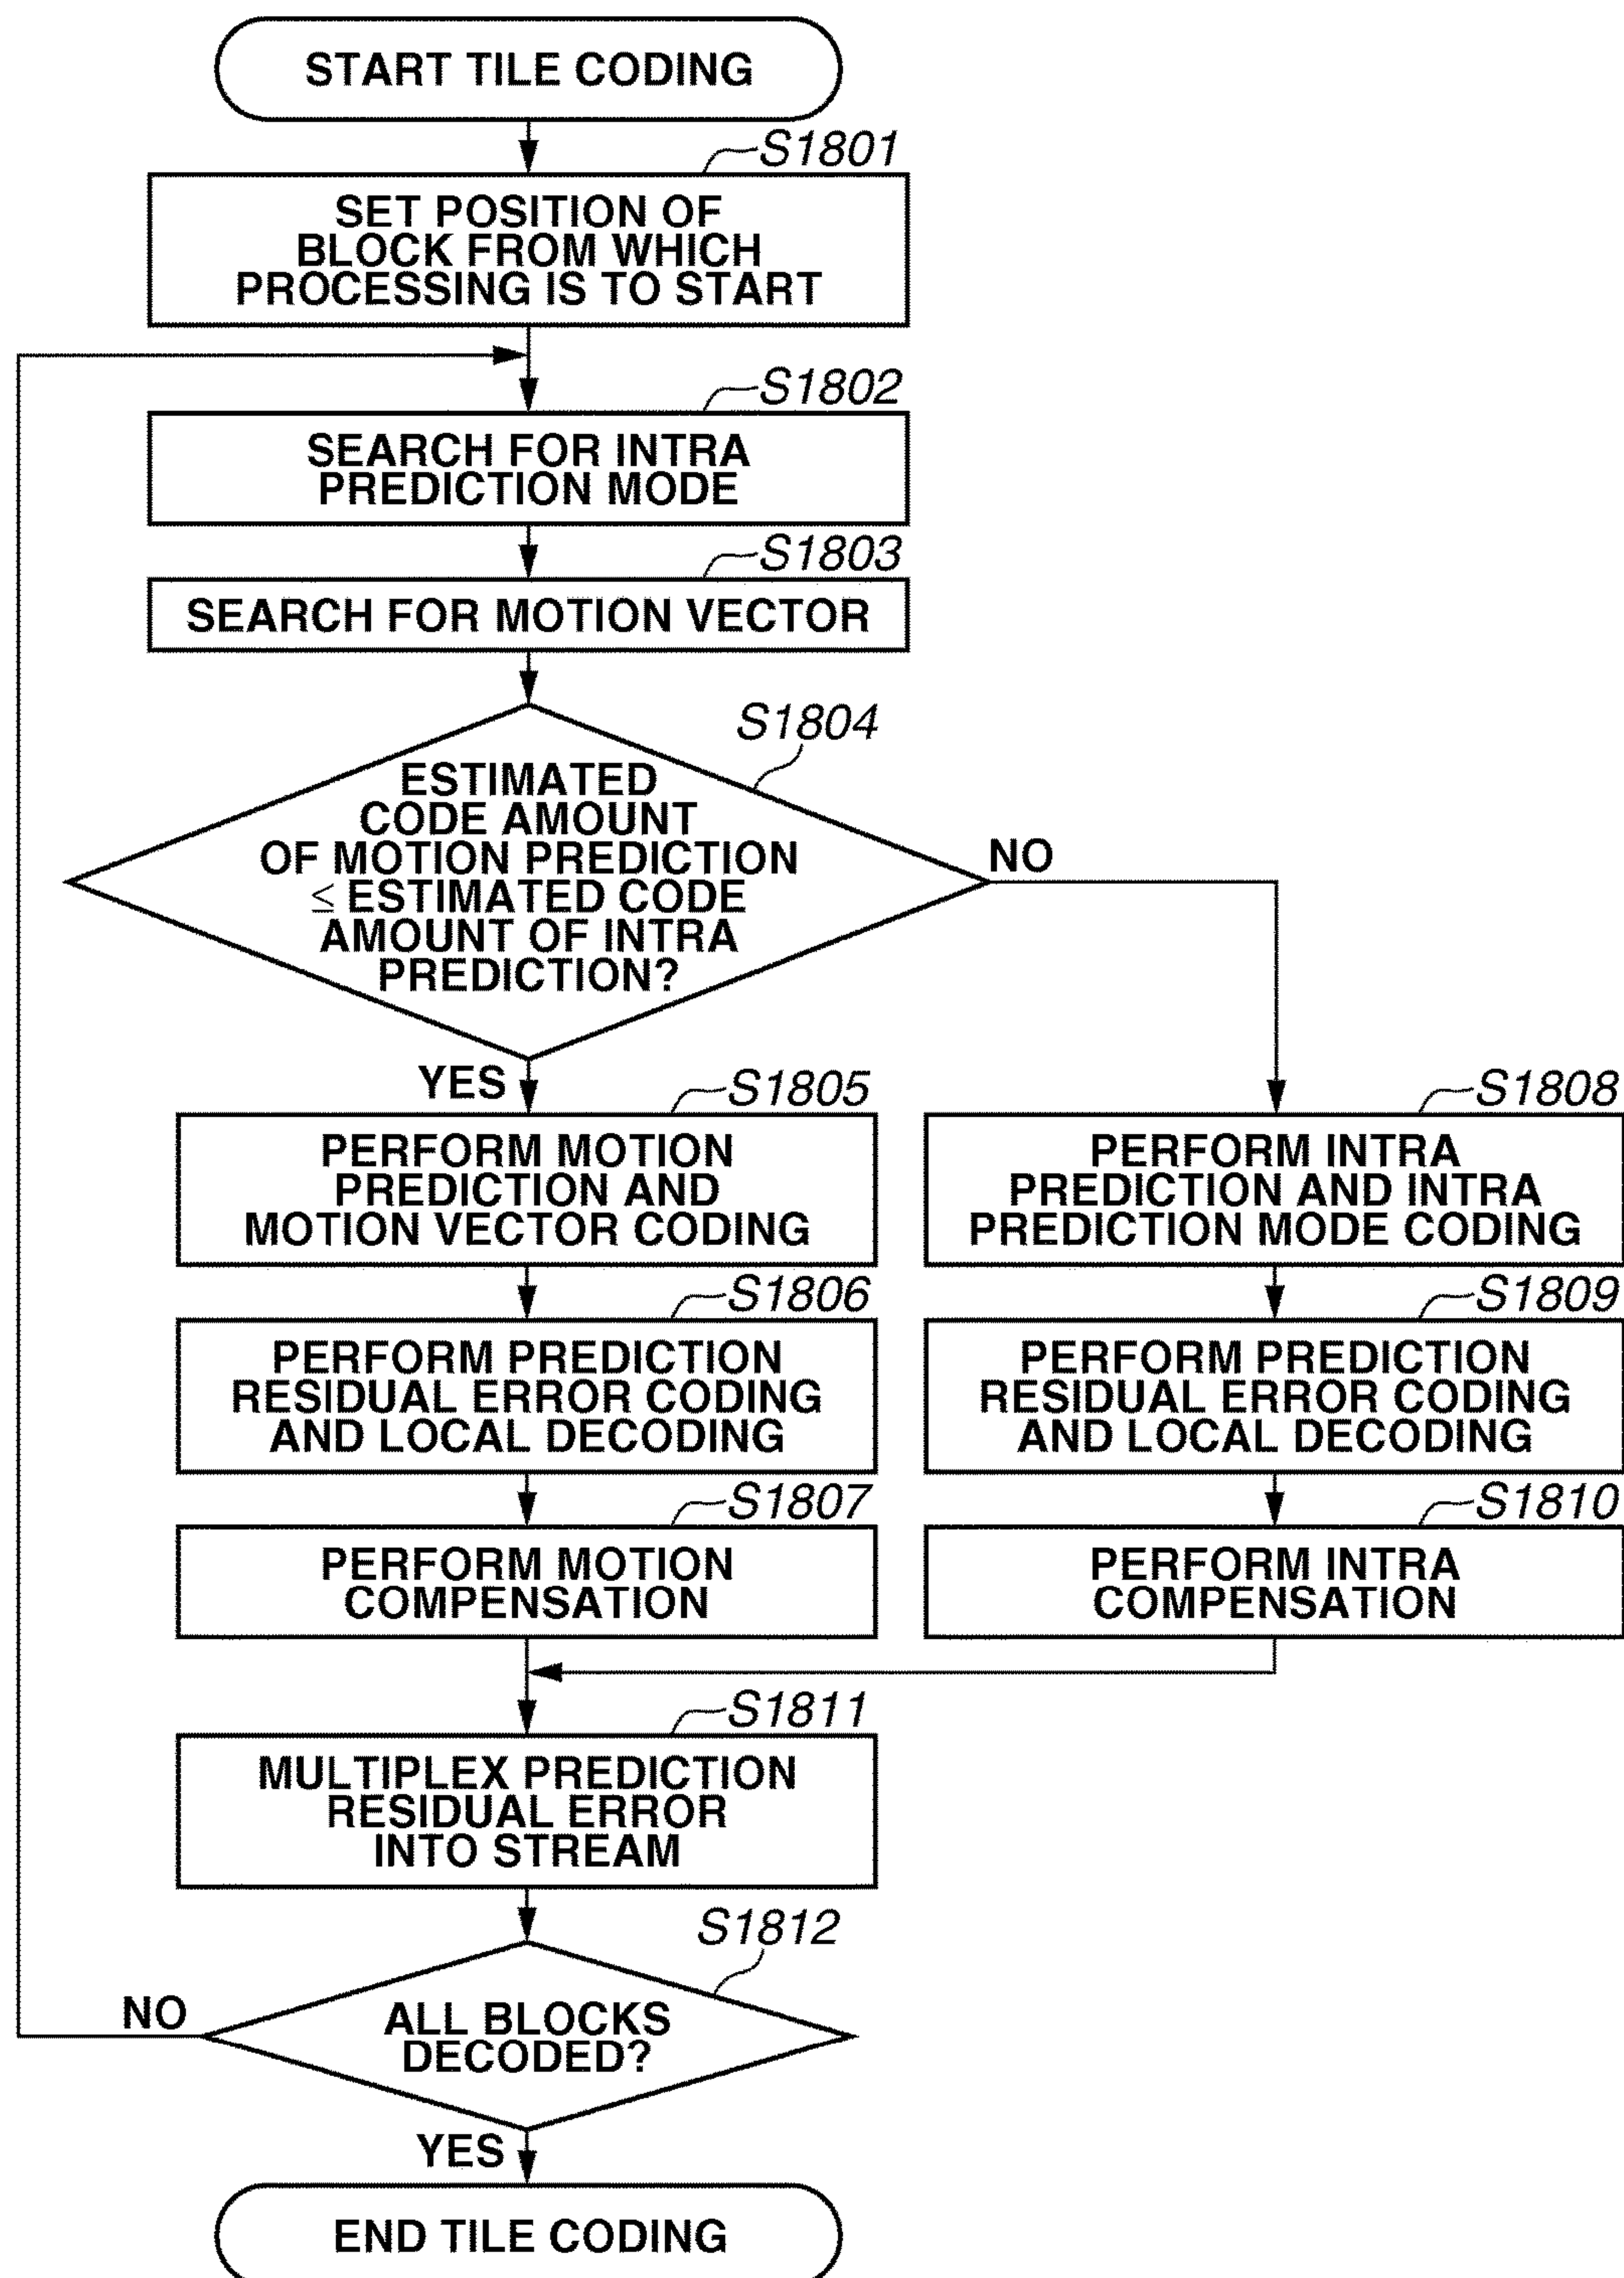 START TILE CODING
S1801
SET POSITION OF
BLOCK FROM WHICH
PROCESSING IS TO START
S1802
SEARCH FOR INTRA
PREDICTION MODE
S1803
SEARCH FOR MOTION VECTOR
S1804
ESTIMATED
CODE AMOUNT
OF MOTION PREDICTION
≤ ESTIMATED CODE
AMOUNT OF INTRA
PREDICTION?
NO
YES
S1805
PERFORM MOTION
PREDICTION AND
MOTION VECTOR CODING
S1808
PERFORM INTRA
PREDICTION AND INTRA
PREDICTION MODE CODING
S1806
PERFORM PREDICTION
RESIDUAL ERROR CODING
AND LOCAL DECODING
S1809
PERFORM PREDICTION
RESIDUAL ERROR CODING
AND LOCAL DECODING
S1807
PERFORM MOTION
COMPENSATION
S1810
PERFORM INTRA
COMPENSATION
S1811
MULTIPLEX PREDICTION
RESIDUAL ERROR
INTO STREAM
S1812
NO
ALL BLOCKS
DECODED?
YES
END TILE CODING